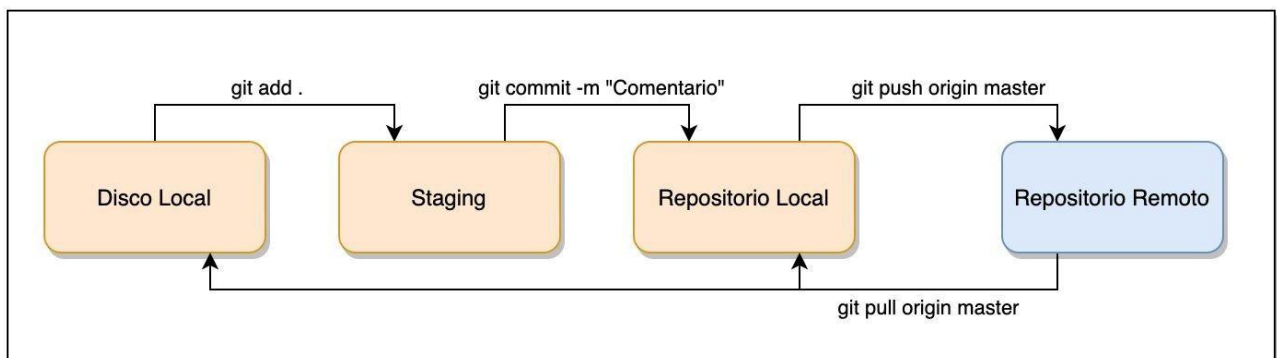 git add .
git commit -m "Comentario"
git push origin master
Disco Local
Staging
Repositorio Local
Repositorio Remoto
git pull origin master